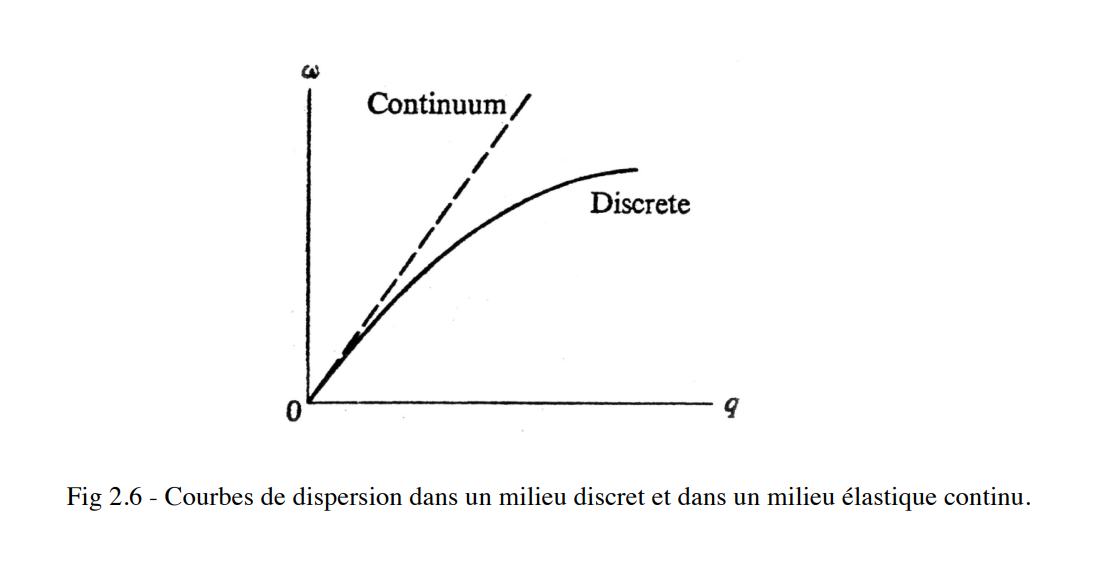 ω
Continuum
Discrete
0
q
Fig 2.6 - Courbes de dispersion dans un milieu discret et dans un milieu élastique continu.